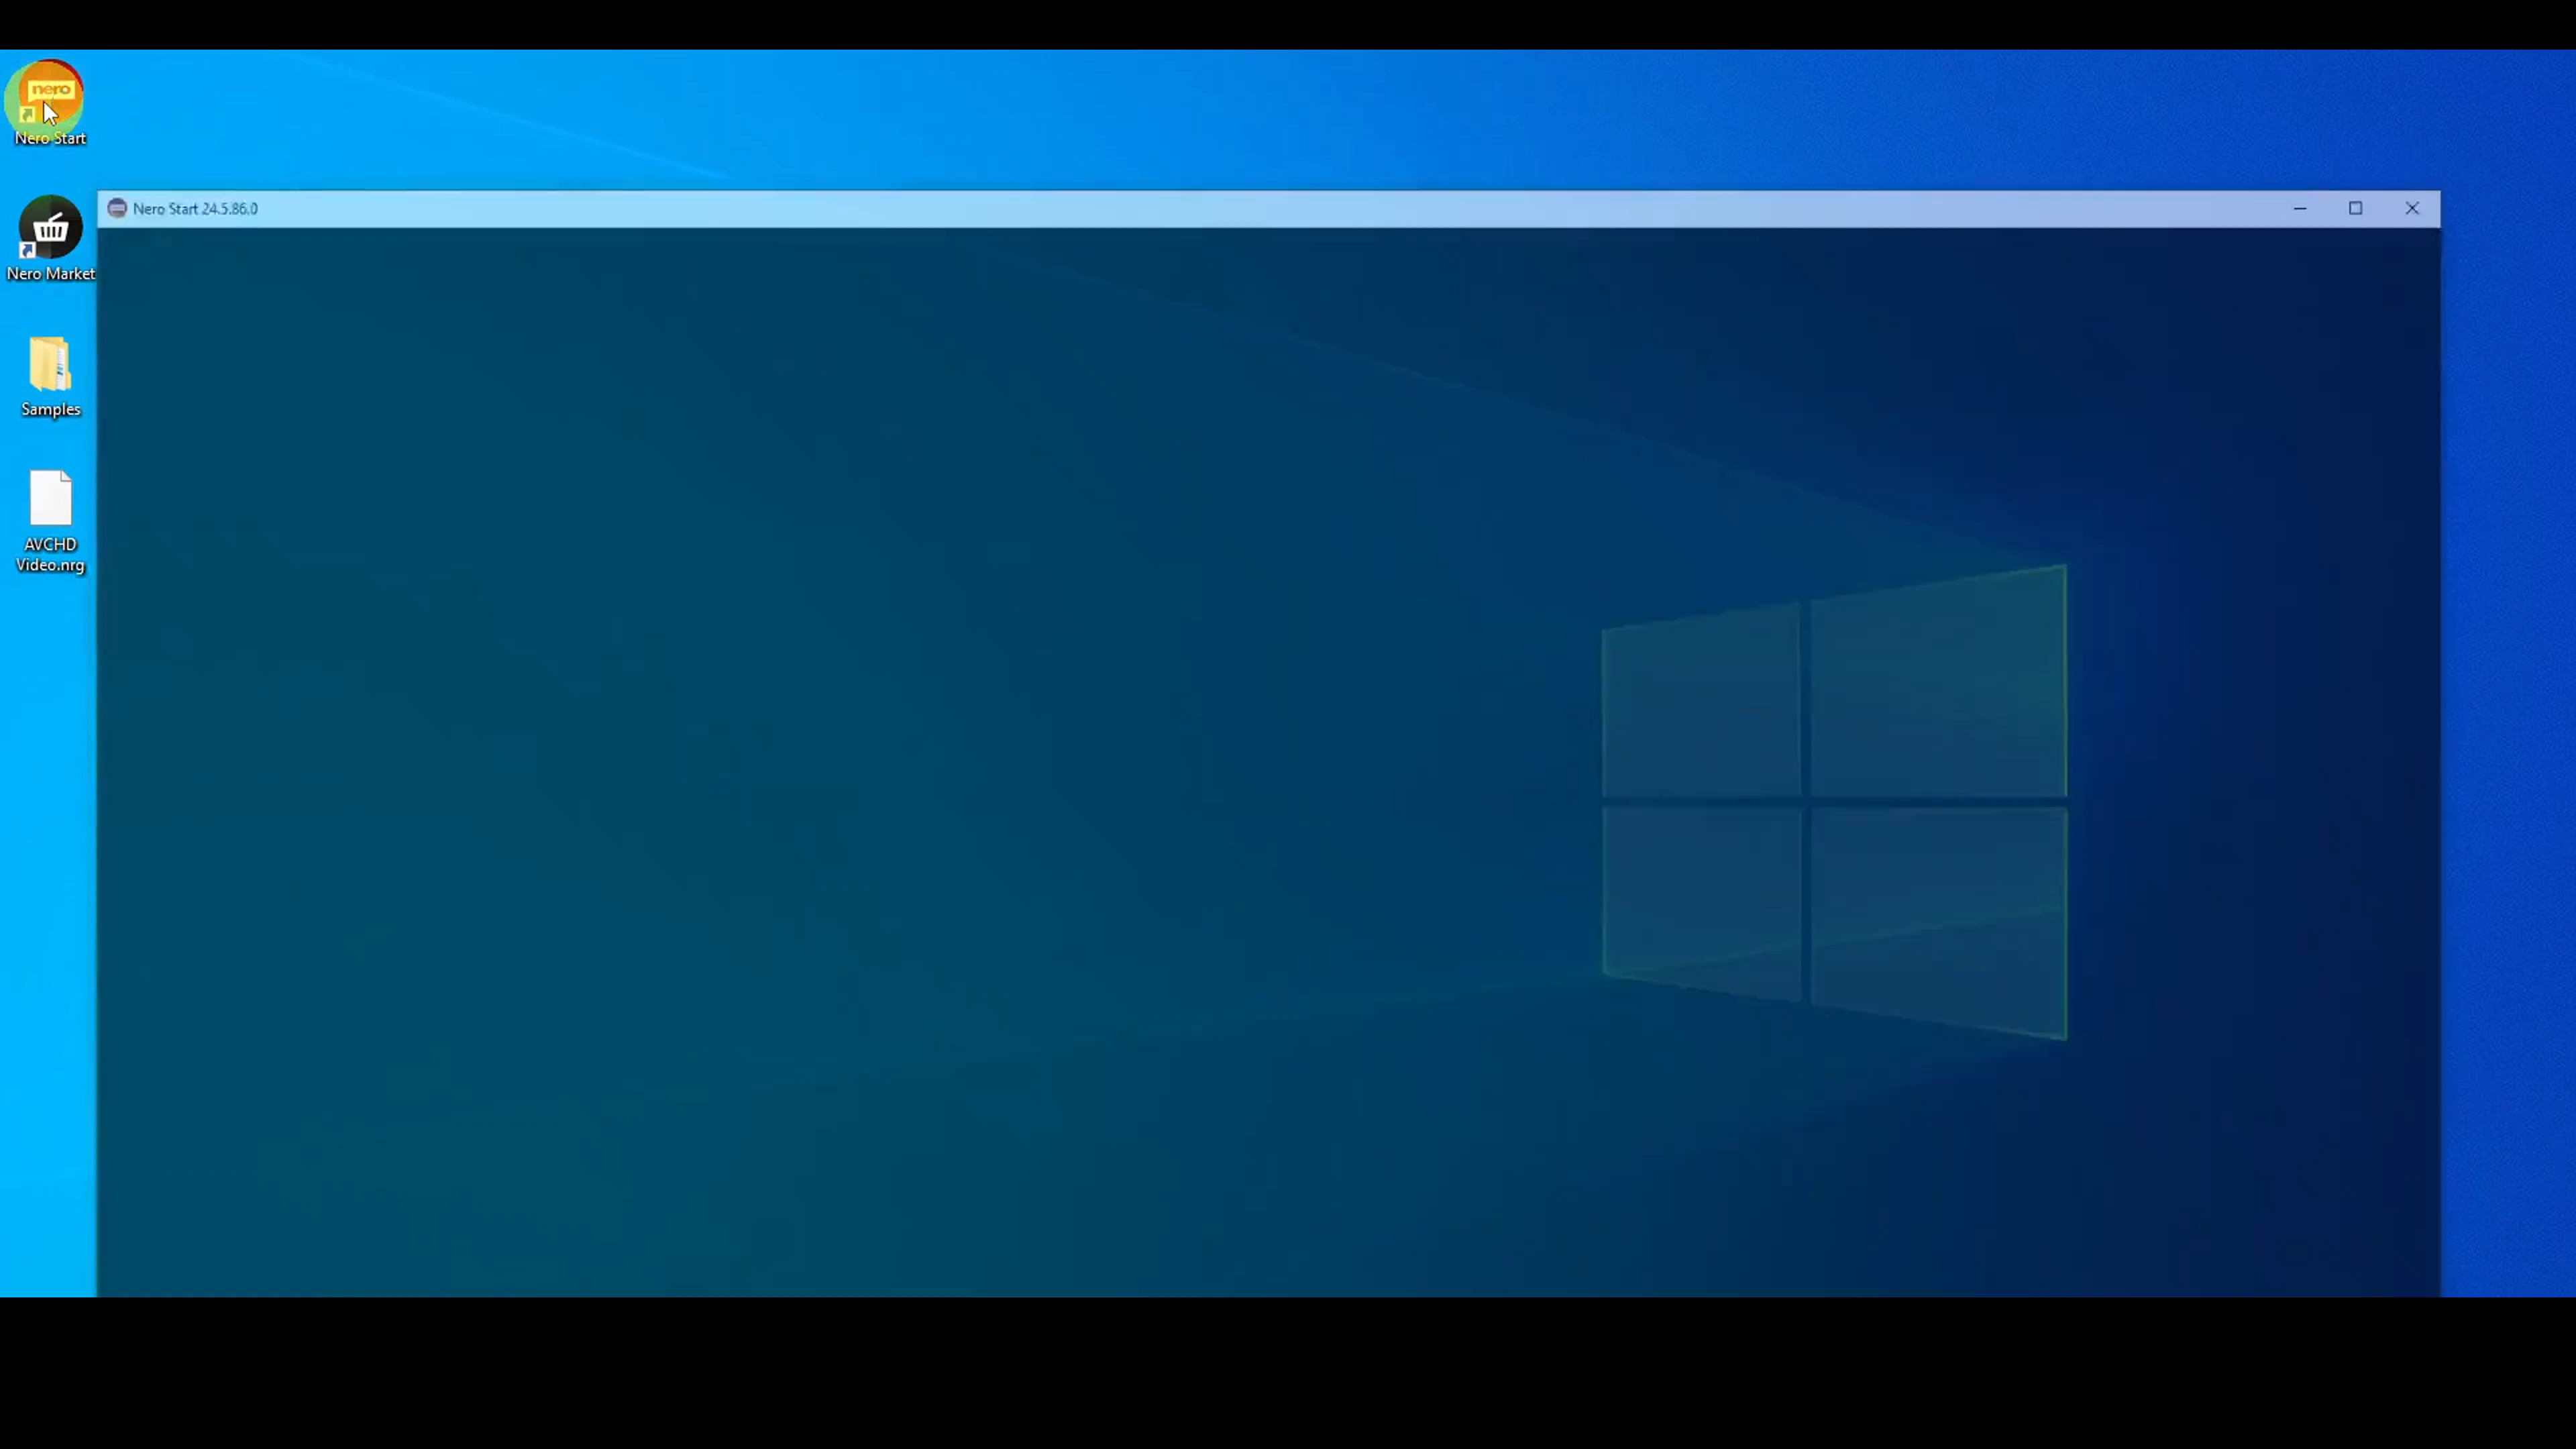 nero
Nero Start
Nero Start 24.5.86.0
Nero Market
Samples
AVCHD
Video.nrg